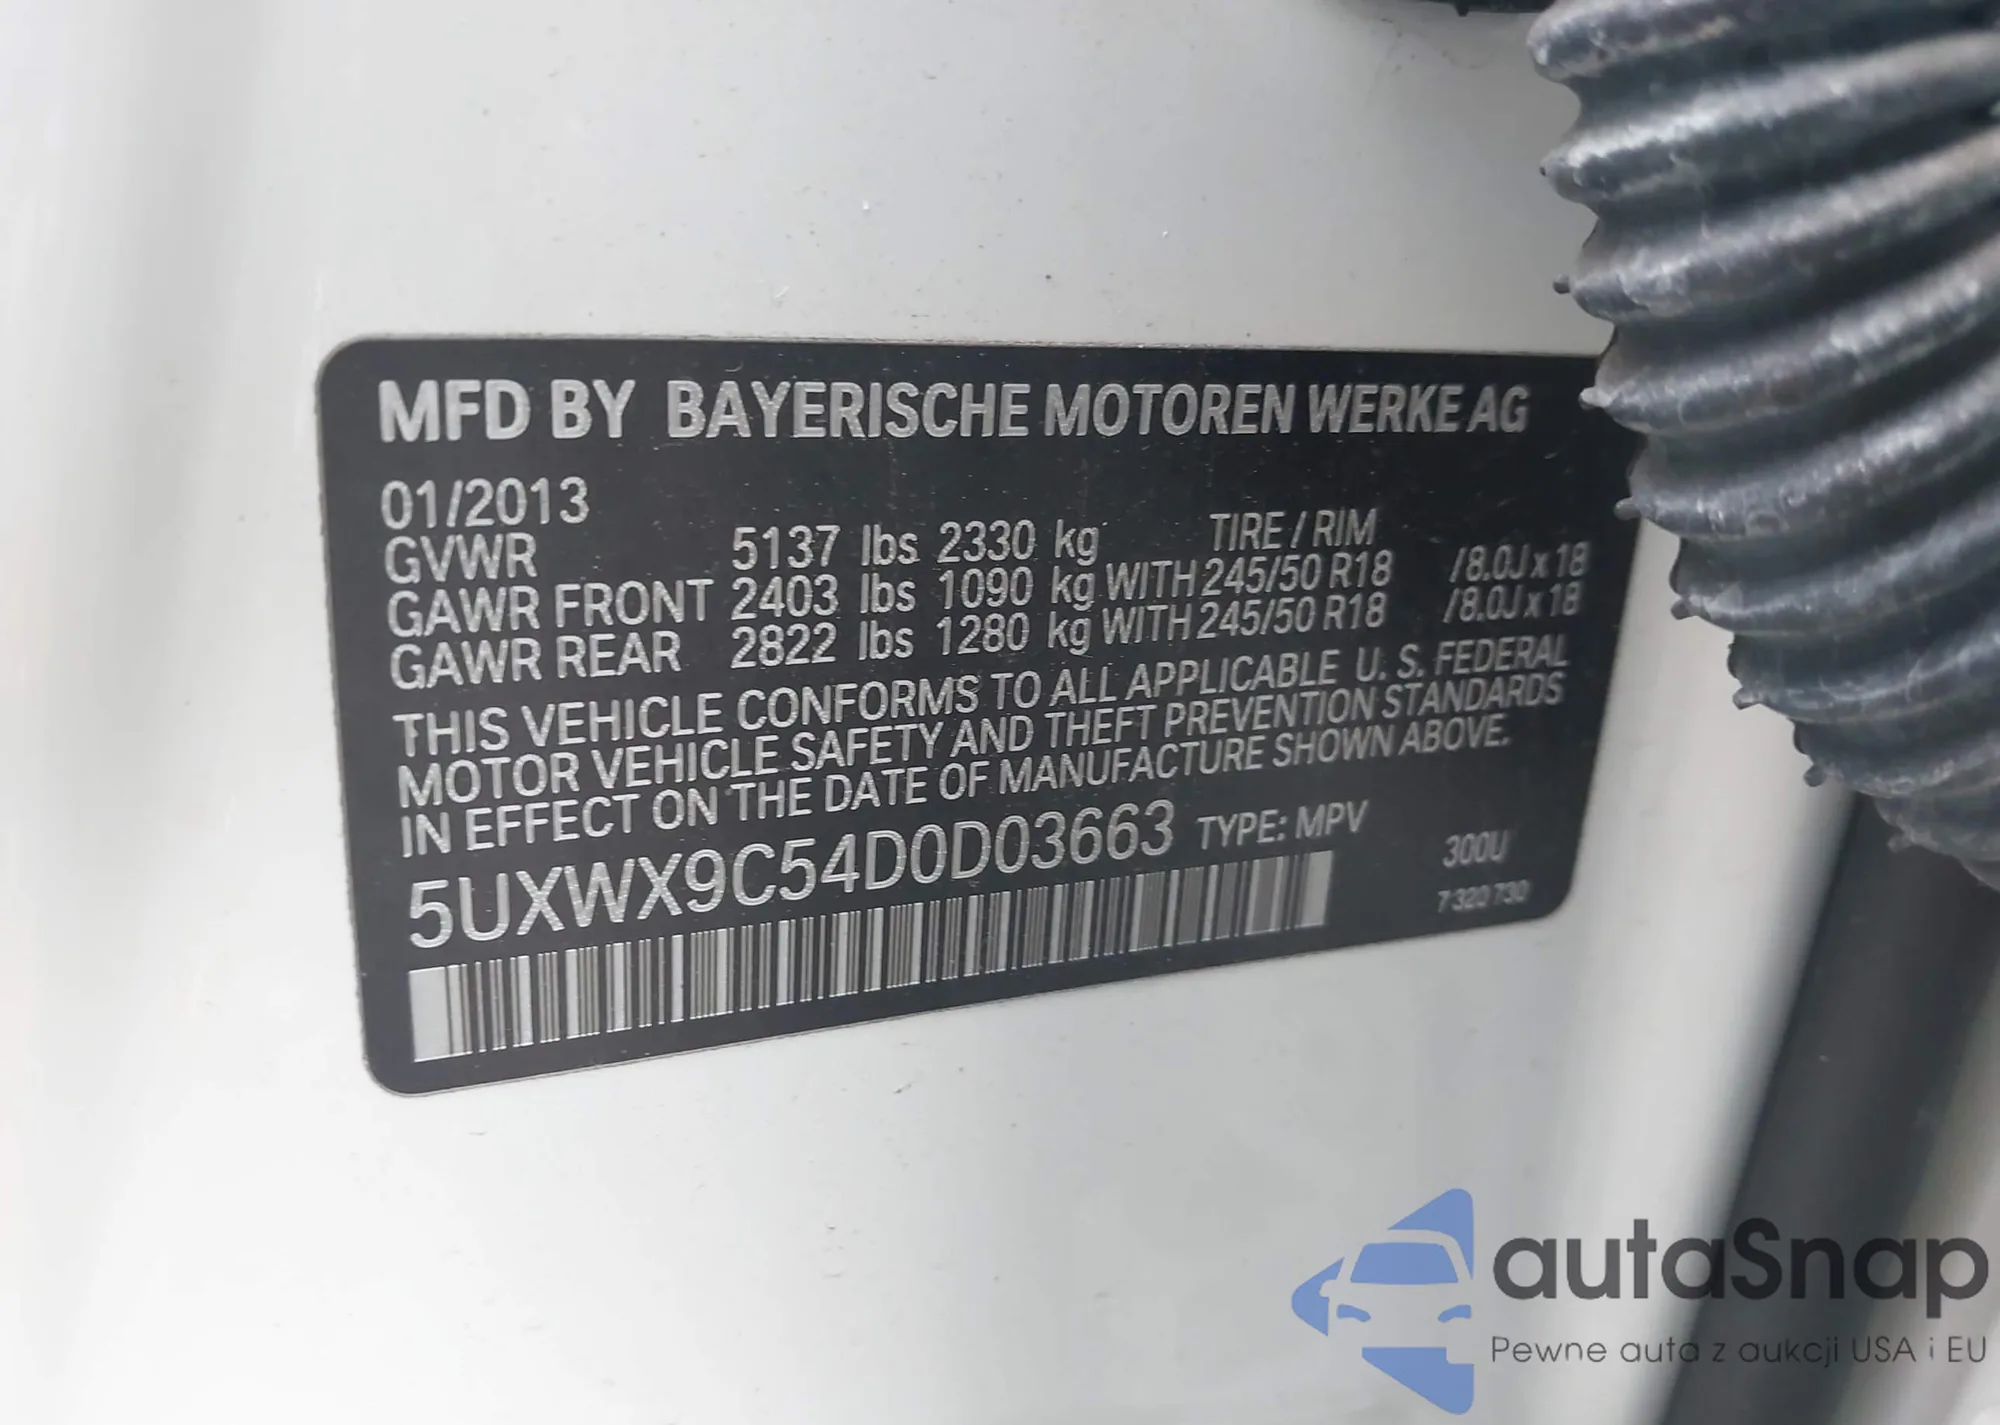 MFD BY BAYERISCHE MOTOREN WERKE AG
01/2013
GVWR 5137 lbs 2330 kg TIRE / RIM
GAWR FRONT 2403 lbs 1090 kg WITH 245/50 R18 /8.0J x 18
GAWR REAR 2822 lbs 1280 kg WITH 245/50 R18 /8.0J x 18
THIS VEHICLE CONFORMS TO ALL APPLICABLE U. S. FEDERAL
MOTOR VEHICLE SAFETY AND THEFT PREVENTION STANDARDS
IN EFFECT ON THE DATE OF MANUFACTURE SHOWN ABOVE.
5UXWX9C54D0D03663 TYPE: MPV
300U
7 320 730
autaSnap
Pewne auta z aukcji USA i EU